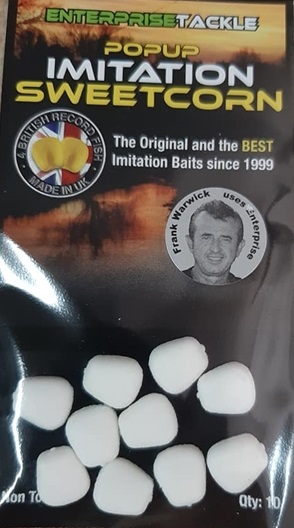 ENTERPRISETACKLE
POPUP
IMITATION
SWEETCORN
4 BRITISH RECORD FISH
MADE IN UK
The Original and the BEST
Imitation Baits since 1999
Frank Warwick uses Enterprise
Non
Qty: 10